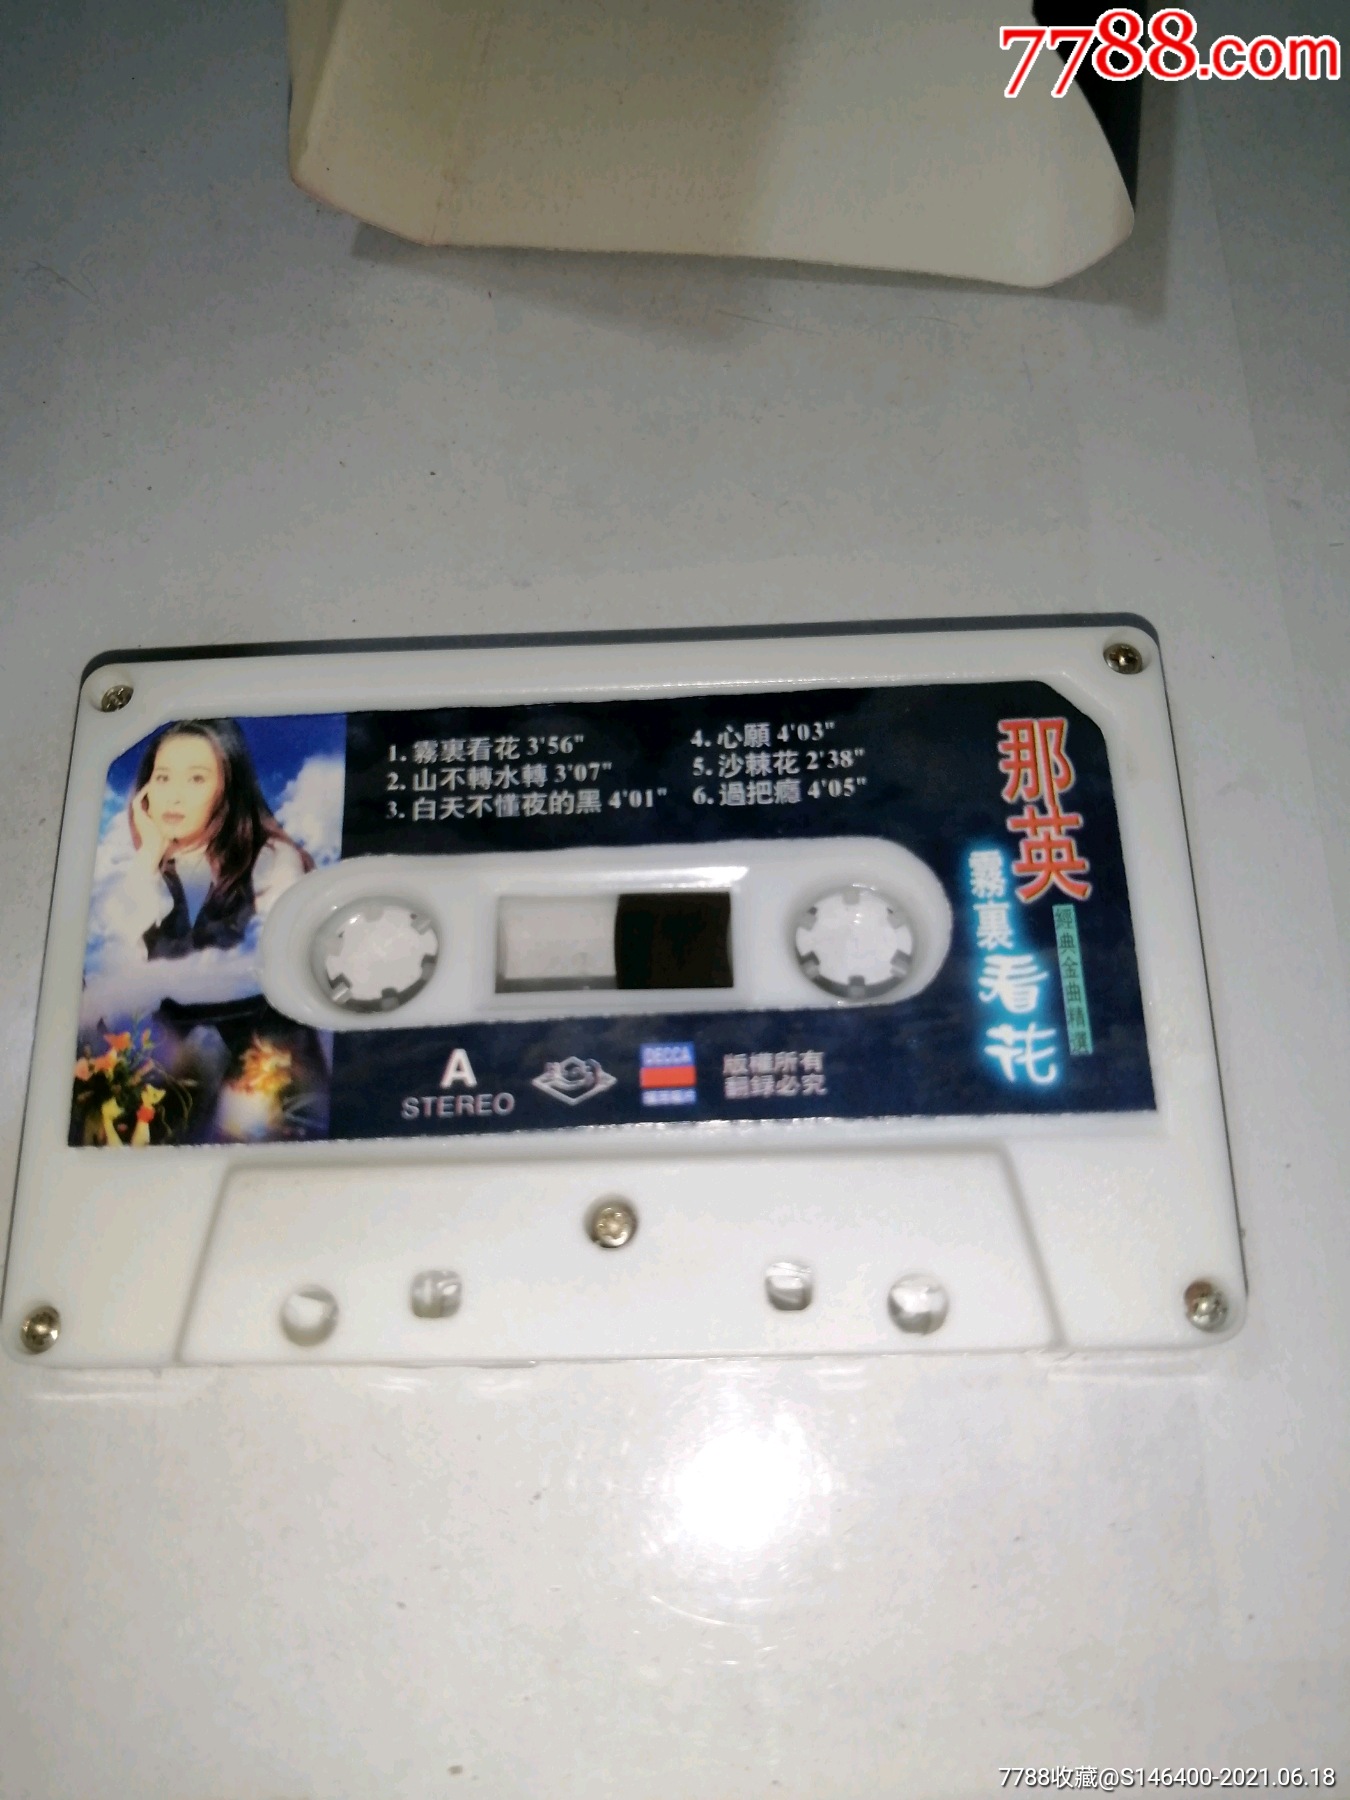 7788.com
1. 霧裏看花 3'56"
2. 山不轉水轉 3'07"
3. 白天不懂夜的黑 4'01"
4. 心願 4'03"
5. 沙棘花 2'38"
6. 過把癮 4'05"
那英
霧裏看花
經典金曲精選
A
STEREO
DECCA
版權所有
翻録必究
7788收藏@S146400-2021.06.18